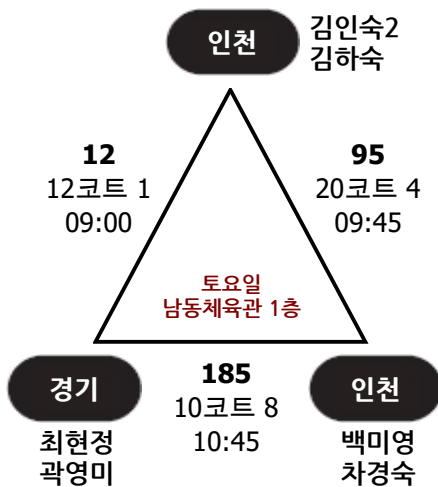 인천
김인숙2
김하숙
12
12코트 1
09:00
95
20코트 4
09:45
토요일
남동체육관 1층
경기
최현정
곽영미
185
10코트 8
10:45
인천
백미영
차경숙